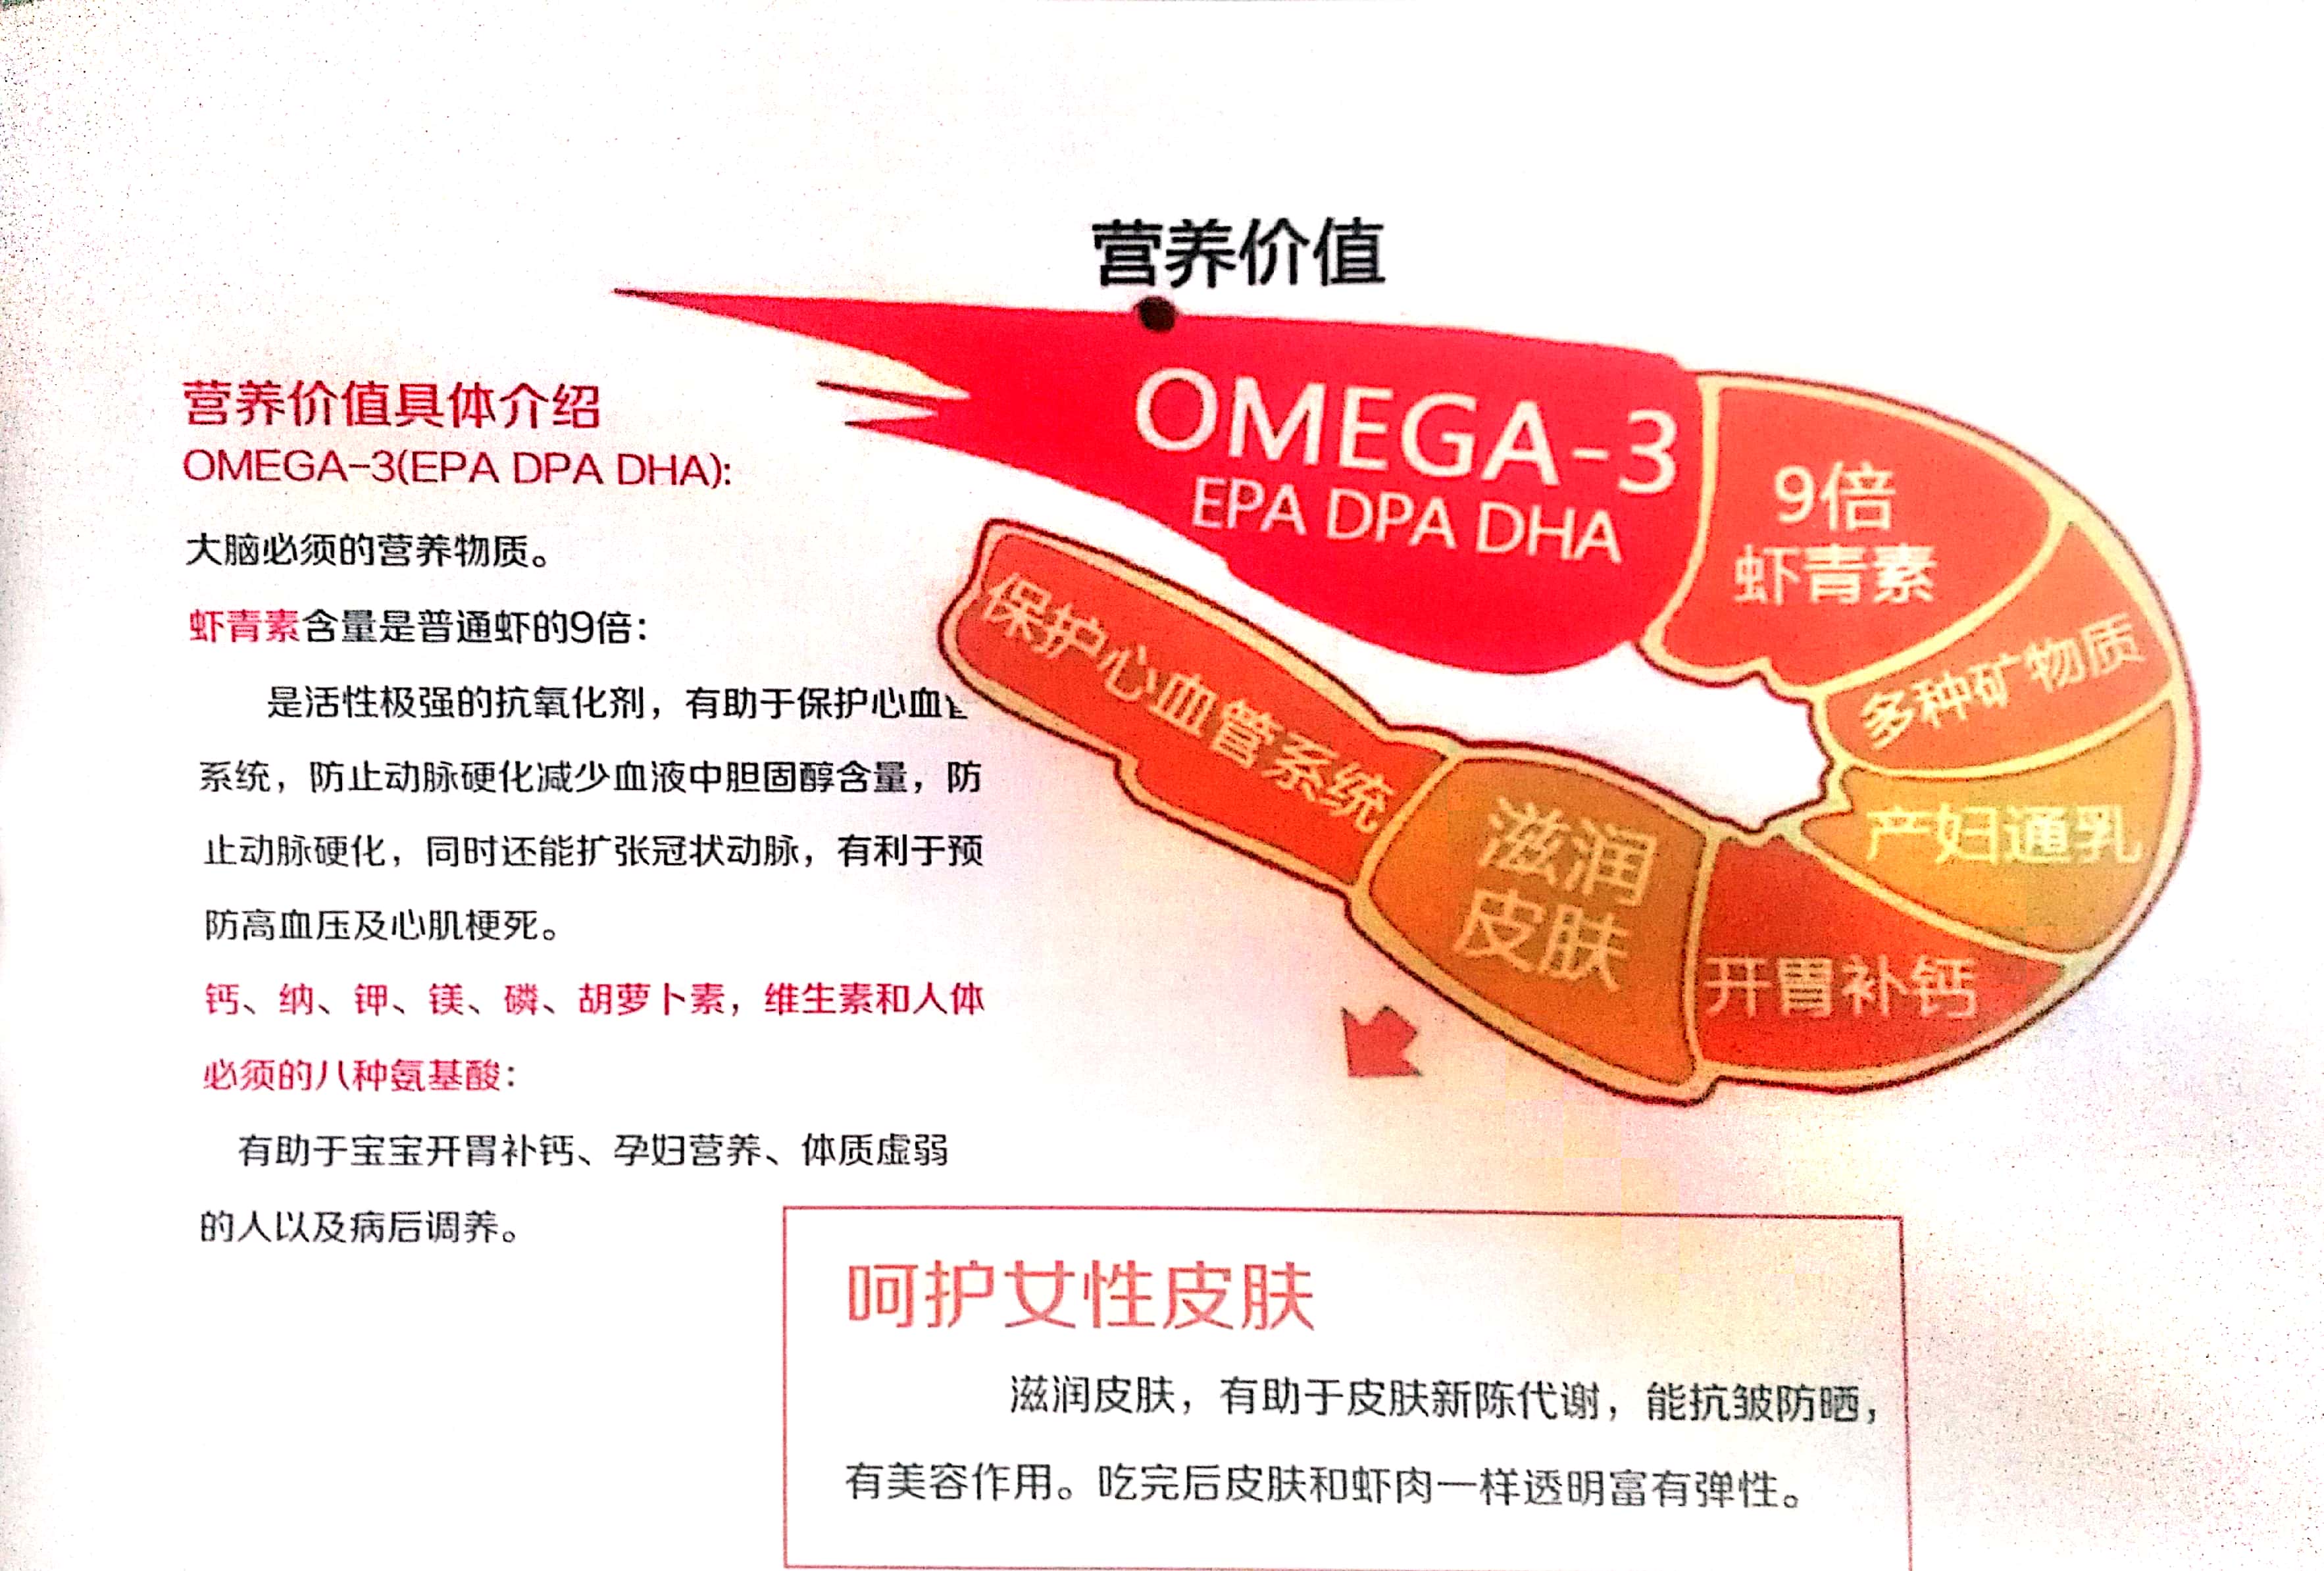 营养价值
OMEGA-3
EPA DPA DHA
9倍
虾青素
多种矿物质
产妇通乳
开胃补钙
滋润
皮肤
保护心血管系统
营养价值具体介绍
OMEGA-3(EPA DPA DHA):
大脑必须的营养物质。
虾青素含量是普通虾的9倍：
是活性极强的抗氧化剂，有助于保护心血
系统，防止动脉硬化减少血液中胆固醇含量，防
止动脉硬化，同时还能扩张冠状动脉，有利于预
防高血压及心肌梗死。
钙、纳、钾、镁、磷、胡萝卜素，维生素和人体
必须的八种氨基酸：
有助于宝宝开胃补钙、孕妇营养、体质虚弱
的人以及病后调养。
呵护女性皮肤
滋润皮肤，有助于皮肤新陈代谢，能抗皱防晒，
有美容作用。吃完后皮肤和虾肉一样透明富有弹性。